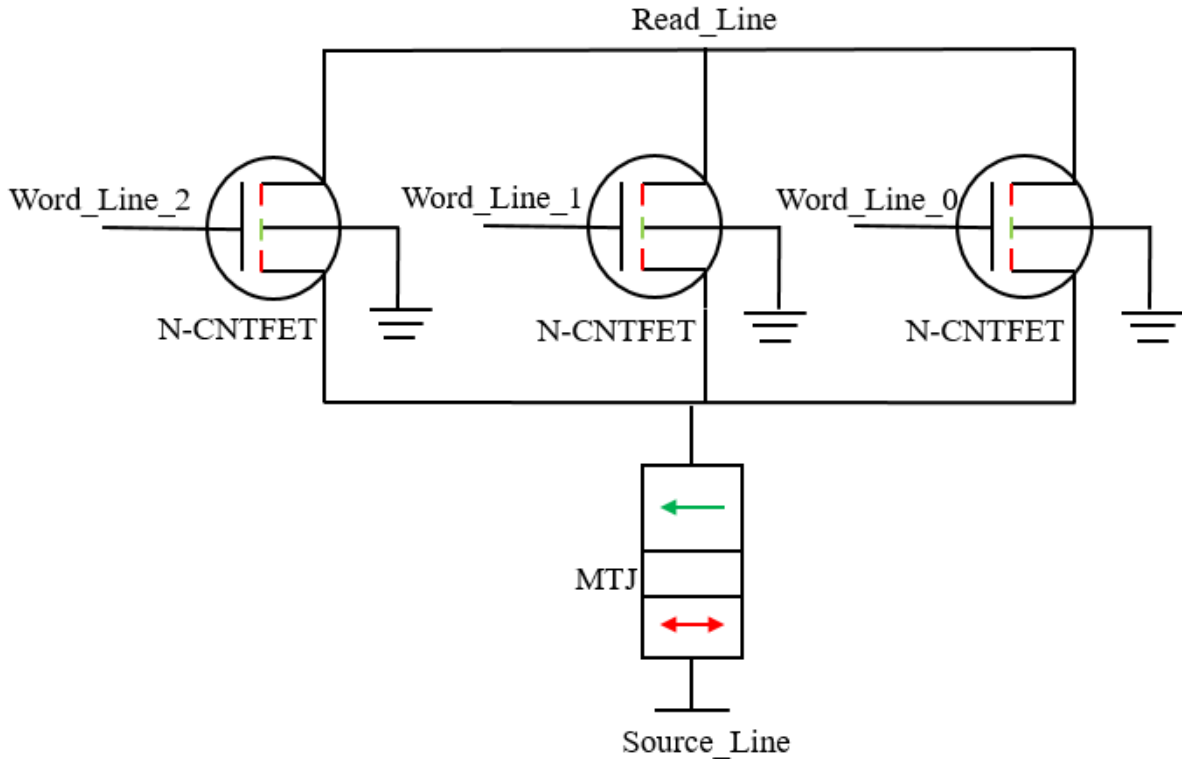 Read_Line
Word_Line_2
Word_Line_1
Word_Line_0
N-CNTFET
N-CNTFET
N-CNTFET
MTJ
Source_Line